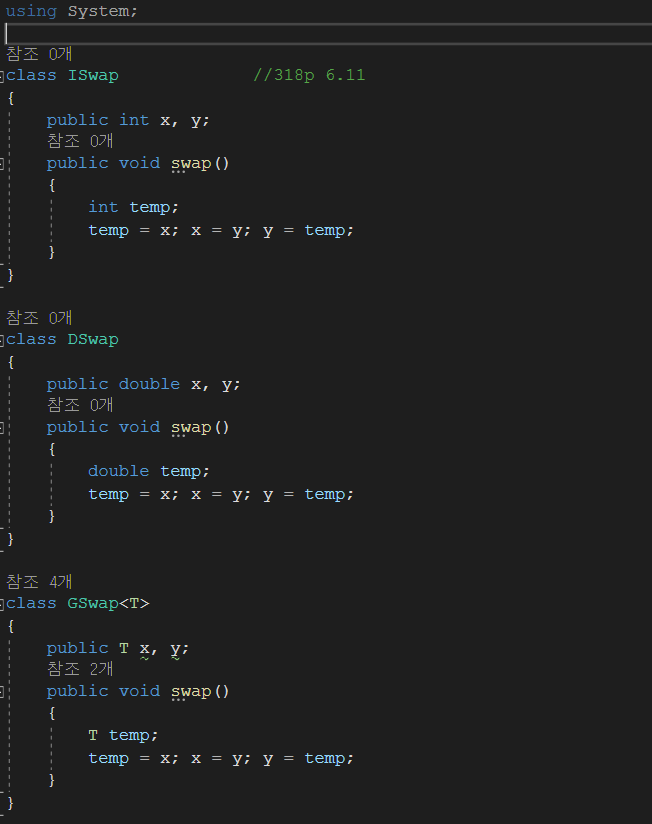 using System;
참조 0개
class ISwap //318p 6.11
{
public int x, y;
참조 0개
public void swap()
{
int temp;
temp = x; x = y; y = temp;
}
}
참조 0개
class DSwap
{
public double x, y;
참조 0개
public void swap()
{
double temp;
temp = x; x = y; y = temp;
}
}
참조 4개
class GSwap<T>
{
public T x, y;
참조 2개
public void swap()
{
T temp;
temp = x; x = y; y = temp;
}
}